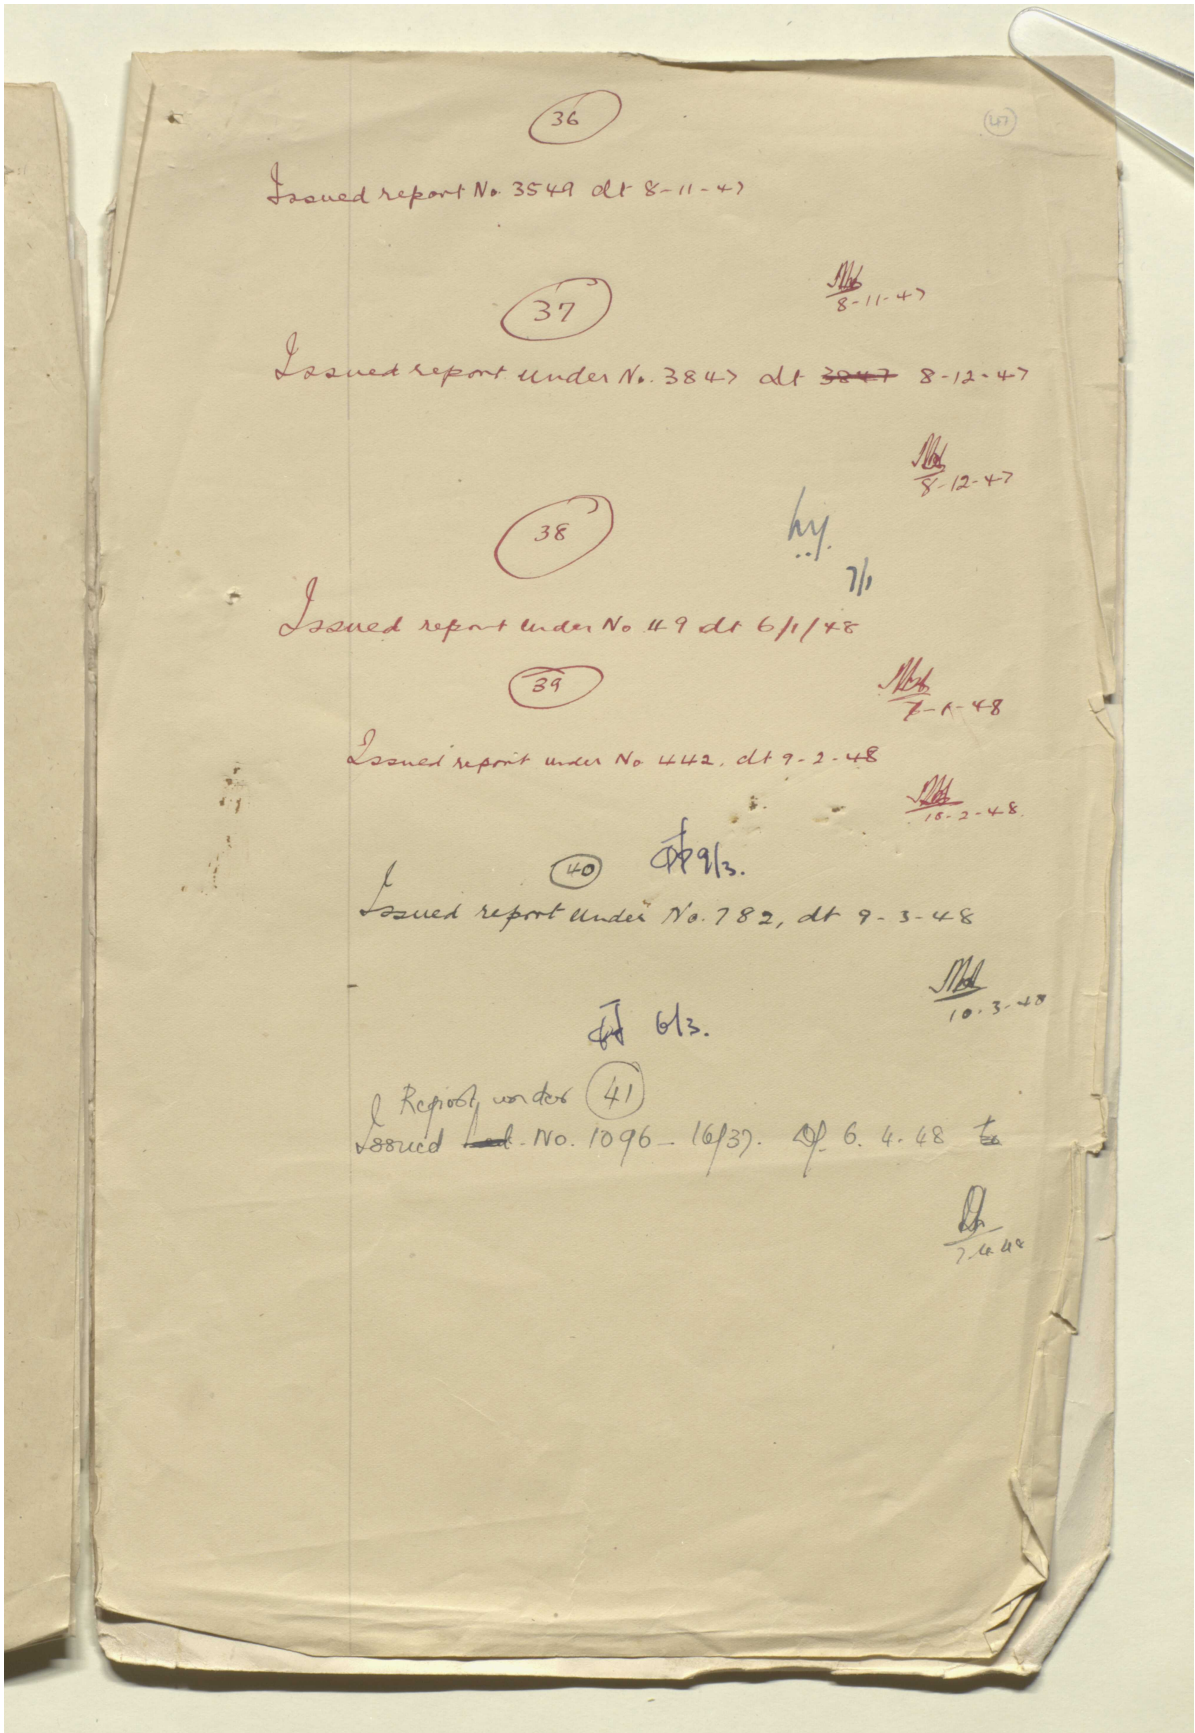 36
47
Issued report No. 3549 dt 8-11-47
8-11-47
37
Issued report under No. 3847 dt 3847 8-12-47
8-12-47
38
7/1
Issued report under No 49 dt 6/1/48
39
7-1-48
Issued report under No 442, dt 9-2-48
10-2-48.
40
9/3.
Issued report under No. 782, dt 9-3-48
10.3-48
6/3.
Report under 41
Issued No. 1096-16/37. Of 6.4.48
7.4.48